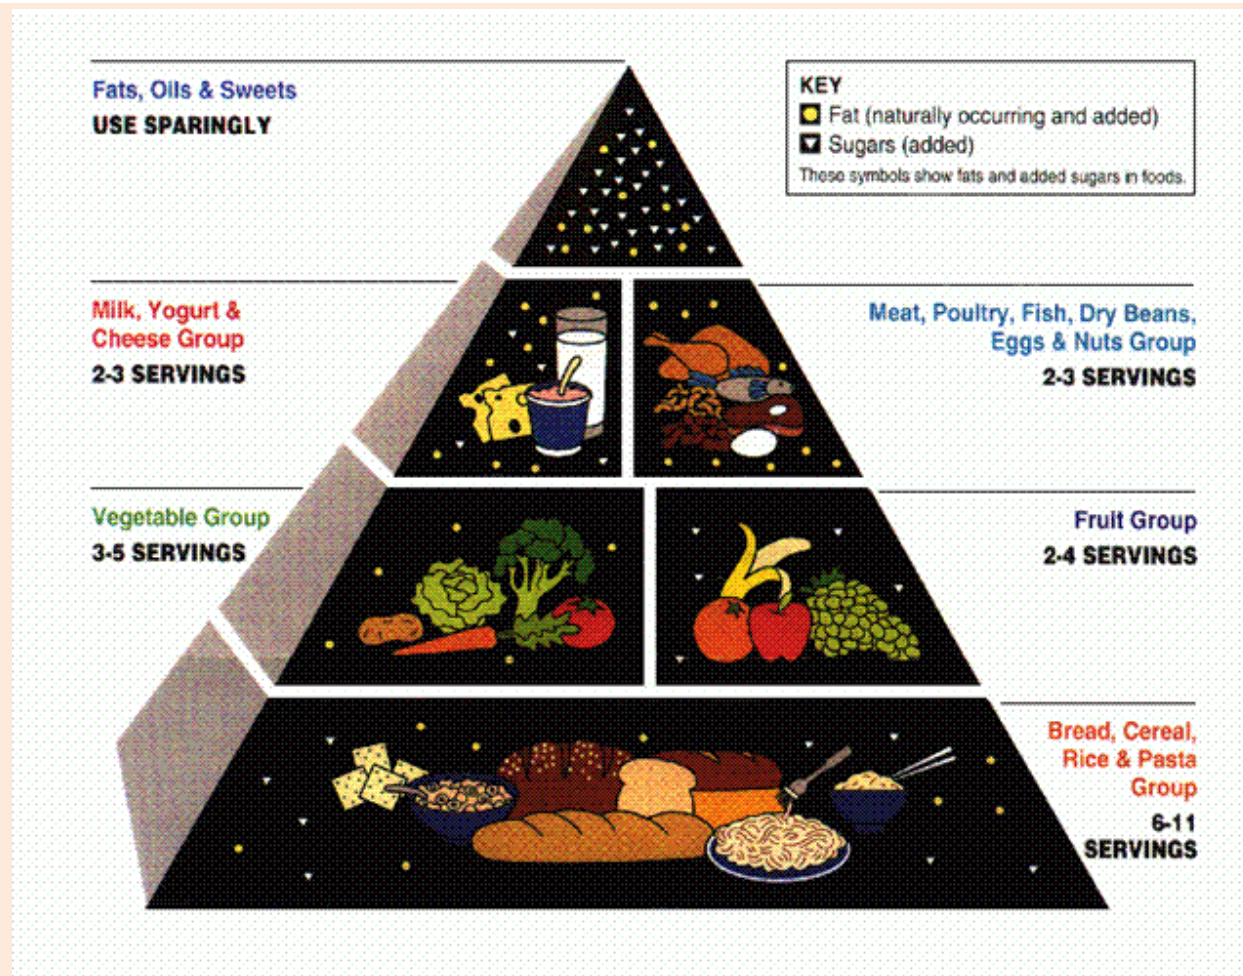 Fats, Oils & Sweets
USE SPARINGLY
KEY
Fat (naturally occurring and added)
Sugars (added)
These symbols show fats and added sugars in foods.
Milk, Yogurt &
Cheese Group
2-3 SERVINGS
Meat, Poultry, Fish, Dry Beans,
Eggs & Nuts Group
2-3 SERVINGS
Vegetable Group
3-5 SERVINGS
Fruit Group
2-4 SERVINGS
Bread, Cereal,
Rice & Pasta
Group
6-11
SERVINGS